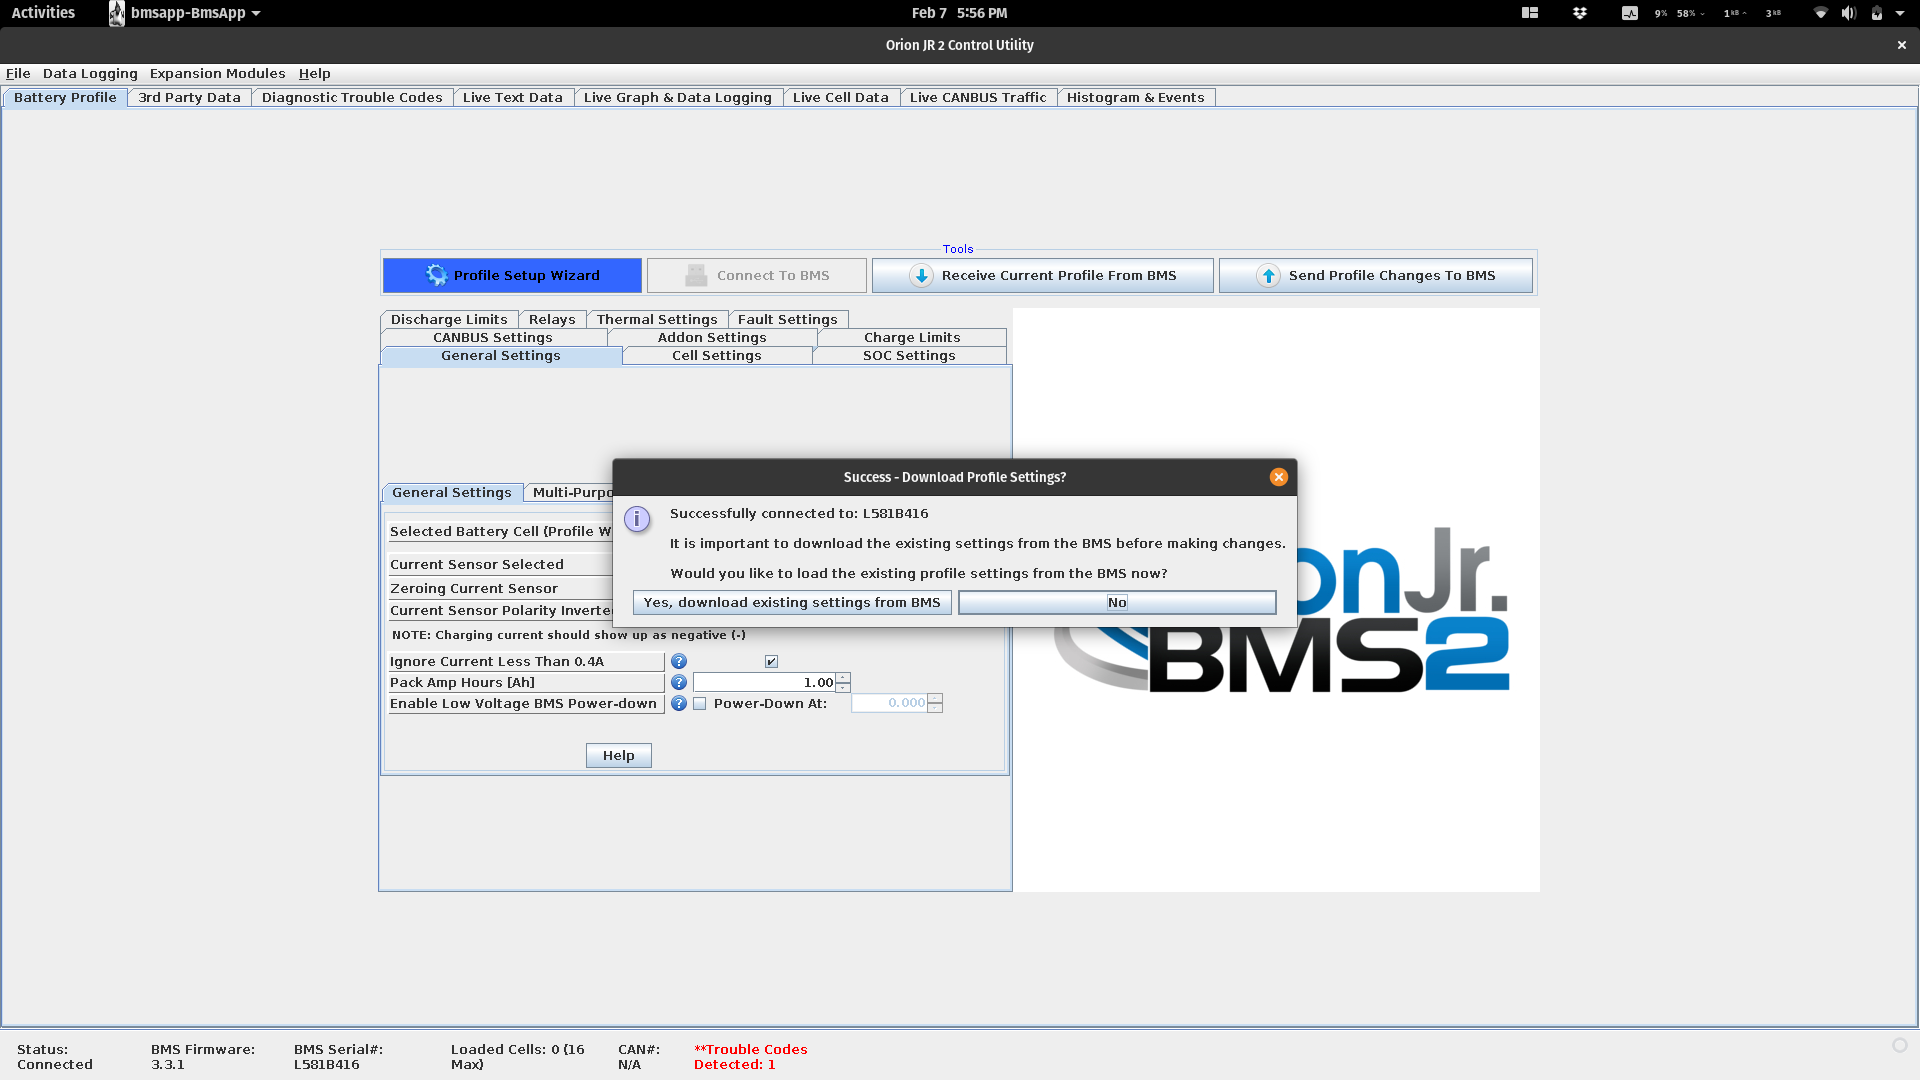 Activities
bmsapp-BmsApp
Feb 7 5:56 PM
9% 58% 1 kB 3 kB
Orion JR 2 Control Utility
File Data Logging Expansion Modules Help
Battery Profile 3rd Party Data Diagnostic Trouble Codes Live Text Data Live Graph & Data Logging Live Cell Data Live CANBUS Traffic Histogram & Events
Tools
Profile Setup Wizard Connect To BMS Receive Current Profile From BMS Send Profile Changes To BMS
Discharge Limits Relays Thermal Settings Fault Settings
CANBUS Settings Addon Settings Charge Limits
General Settings Cell Settings SOC Settings
General Settings Multi-Purpo
Success - Download Profile Settings?
Successfully connected to: L581B416
It is important to download the existing settings from the BMS before making changes.
Would you like to load the existing profile settings from the BMS now?
Yes, download existing settings from BMS No
Selected Battery Cell (Profile W
Current Sensor Selected
Zeroing Current Sensor
Current Sensor Polarity Inverte
NOTE: Charging current should show up as negative (-)
Ignore Current Less Than 0.4A
Pack Amp Hours [Ah] 1.00
Enable Low Voltage BMS Power-down Power-Down At: 0.000
Help
onJr.
BMS2
Status: Connected
BMS Firmware: 3.3.1
BMS Serial#: L581B416
Loaded Cells: 0 (16 Max)
CAN#: N/A
**Trouble Codes Detected: 1